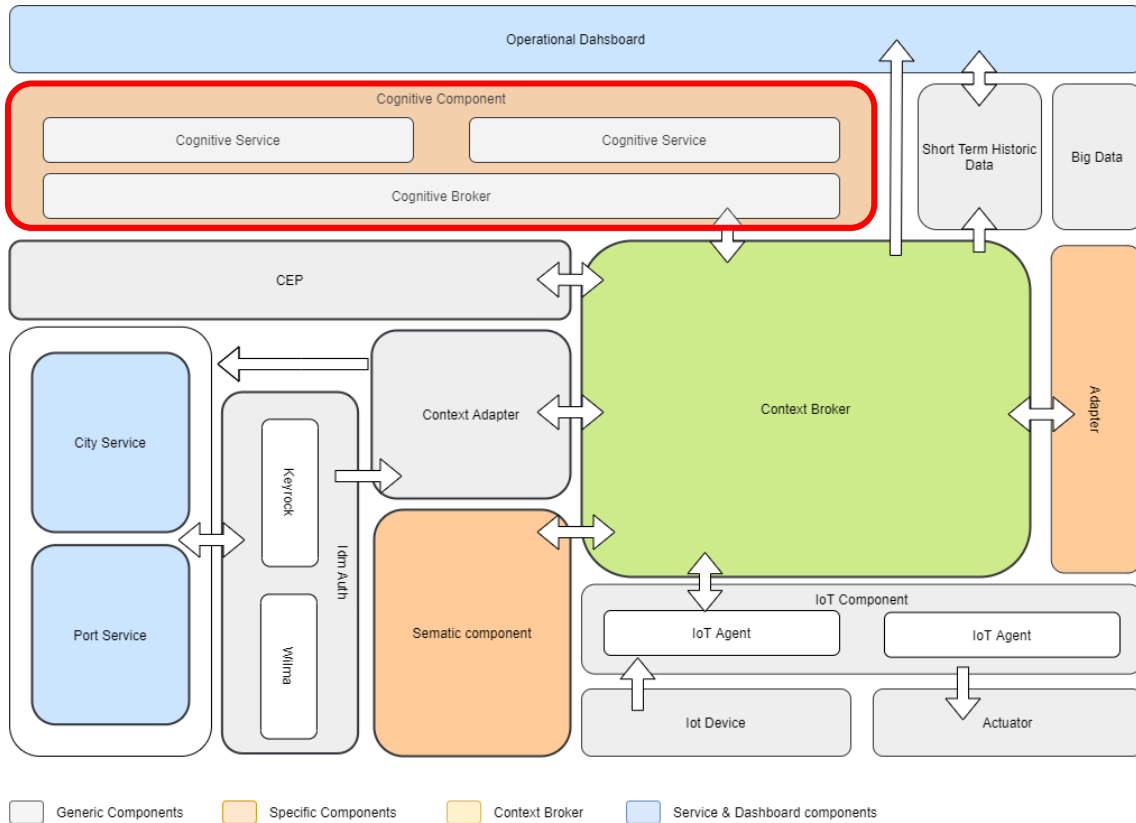 Operational Dahsboard
Cognitive Component
Cognitive Service
Cognitive Service
Cognitive Broker
Short Term Historic
Data
Big Data
CEP
Context Broker
Adapter
City Service
Port Service
Keyrock
Wilma
Idm Auth
Context Adapter
Sematic component
IoT Component
IoT Agent
IoT Agent
Iot Device
Actuator
Generic Components
Specific Components
Context Broker
Service & Dashboard components